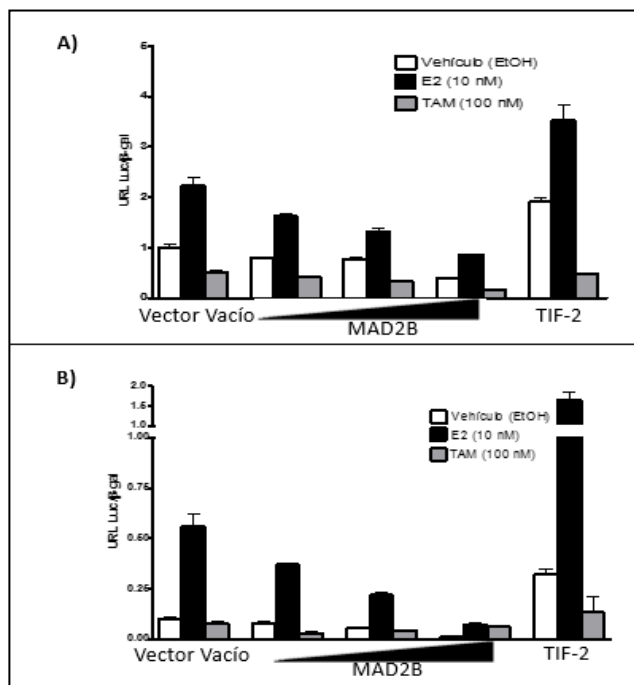 A)
Vehículo (EtOH)
E2 (10 nM)
TAM (100 nM)
URL Luc/β-gal
5
4
3
2
1
0
Vector Vacío
MAD2B
TIF-2
B)
Vehículo (EtOH)
E2 (10 nM)
TAM (100 nM)
URL Luc/β-gal
2.0
1.5
1.0
1.00
0.75
0.50
0.25
0.00
Vector Vacío
MAD2B
TIF-2